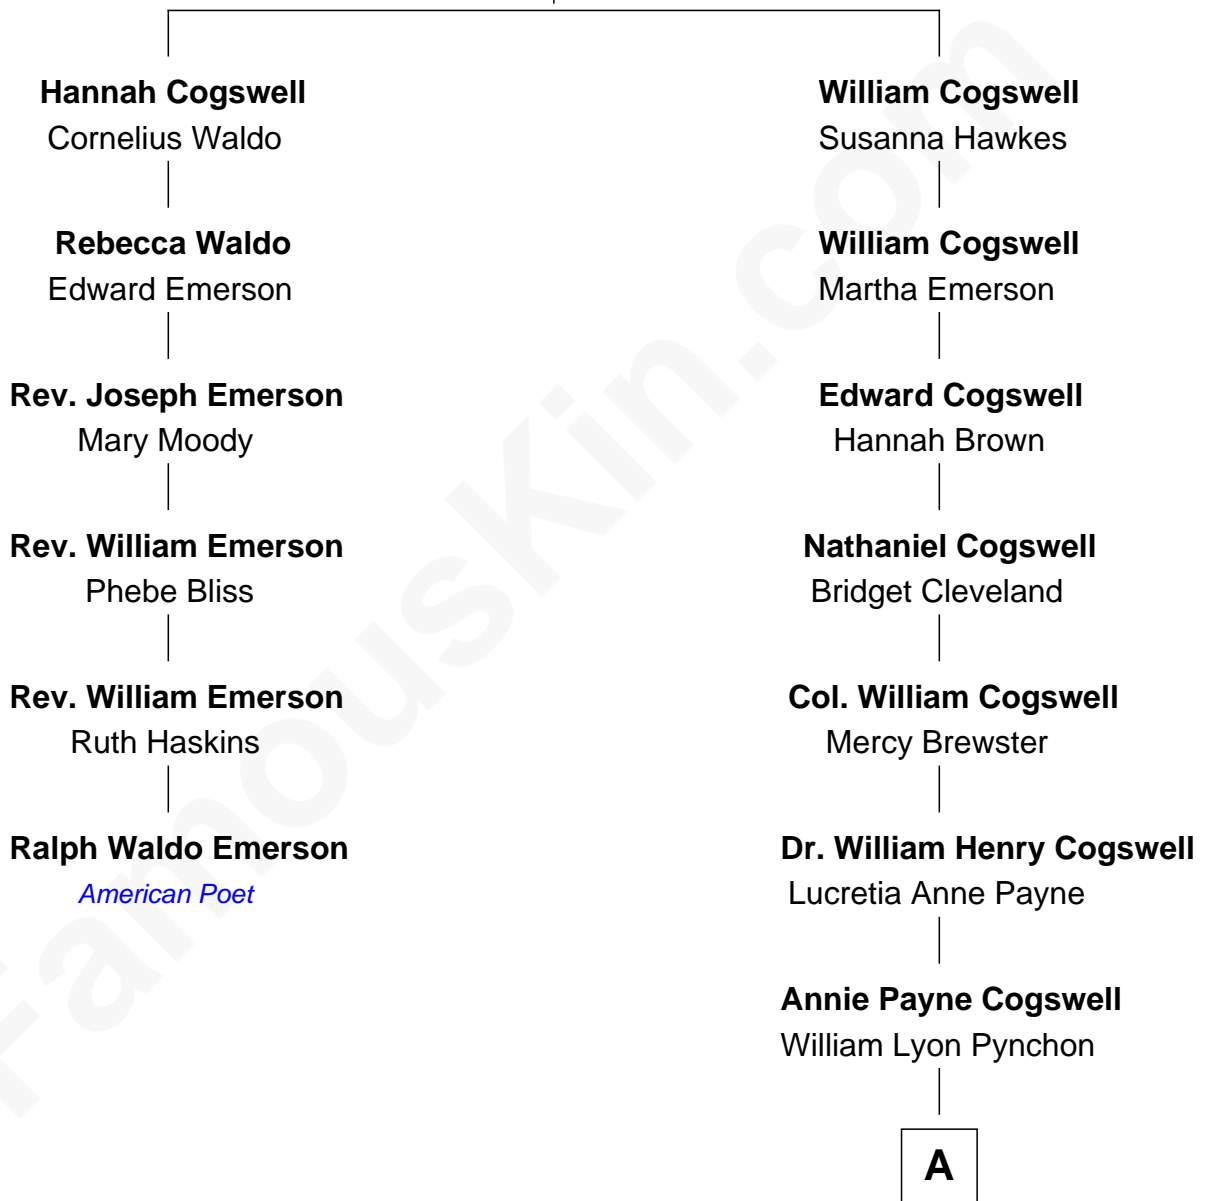 Hannah Cogswell
Cornelius Waldo
Rebecca Waldo
Edward Emerson
Rev. Joseph Emerson
Mary Moody
Rev. William Emerson
Phebe Bliss
Rev. William Emerson
Ruth Haskins
Ralph Waldo Emerson
American Poet
William Cogswell
Susanna Hawkes
William Cogswell
Martha Emerson
Edward Cogswell
Hannah Brown
Nathaniel Cogswell
Bridget Cleveland
Col. William Cogswell
Mercy Brewster
Dr. William Henry Cogswell
Lucretia Anne Payne
Annie Payne Cogswell
William Lyon Pynchon
A
FamousKin.com